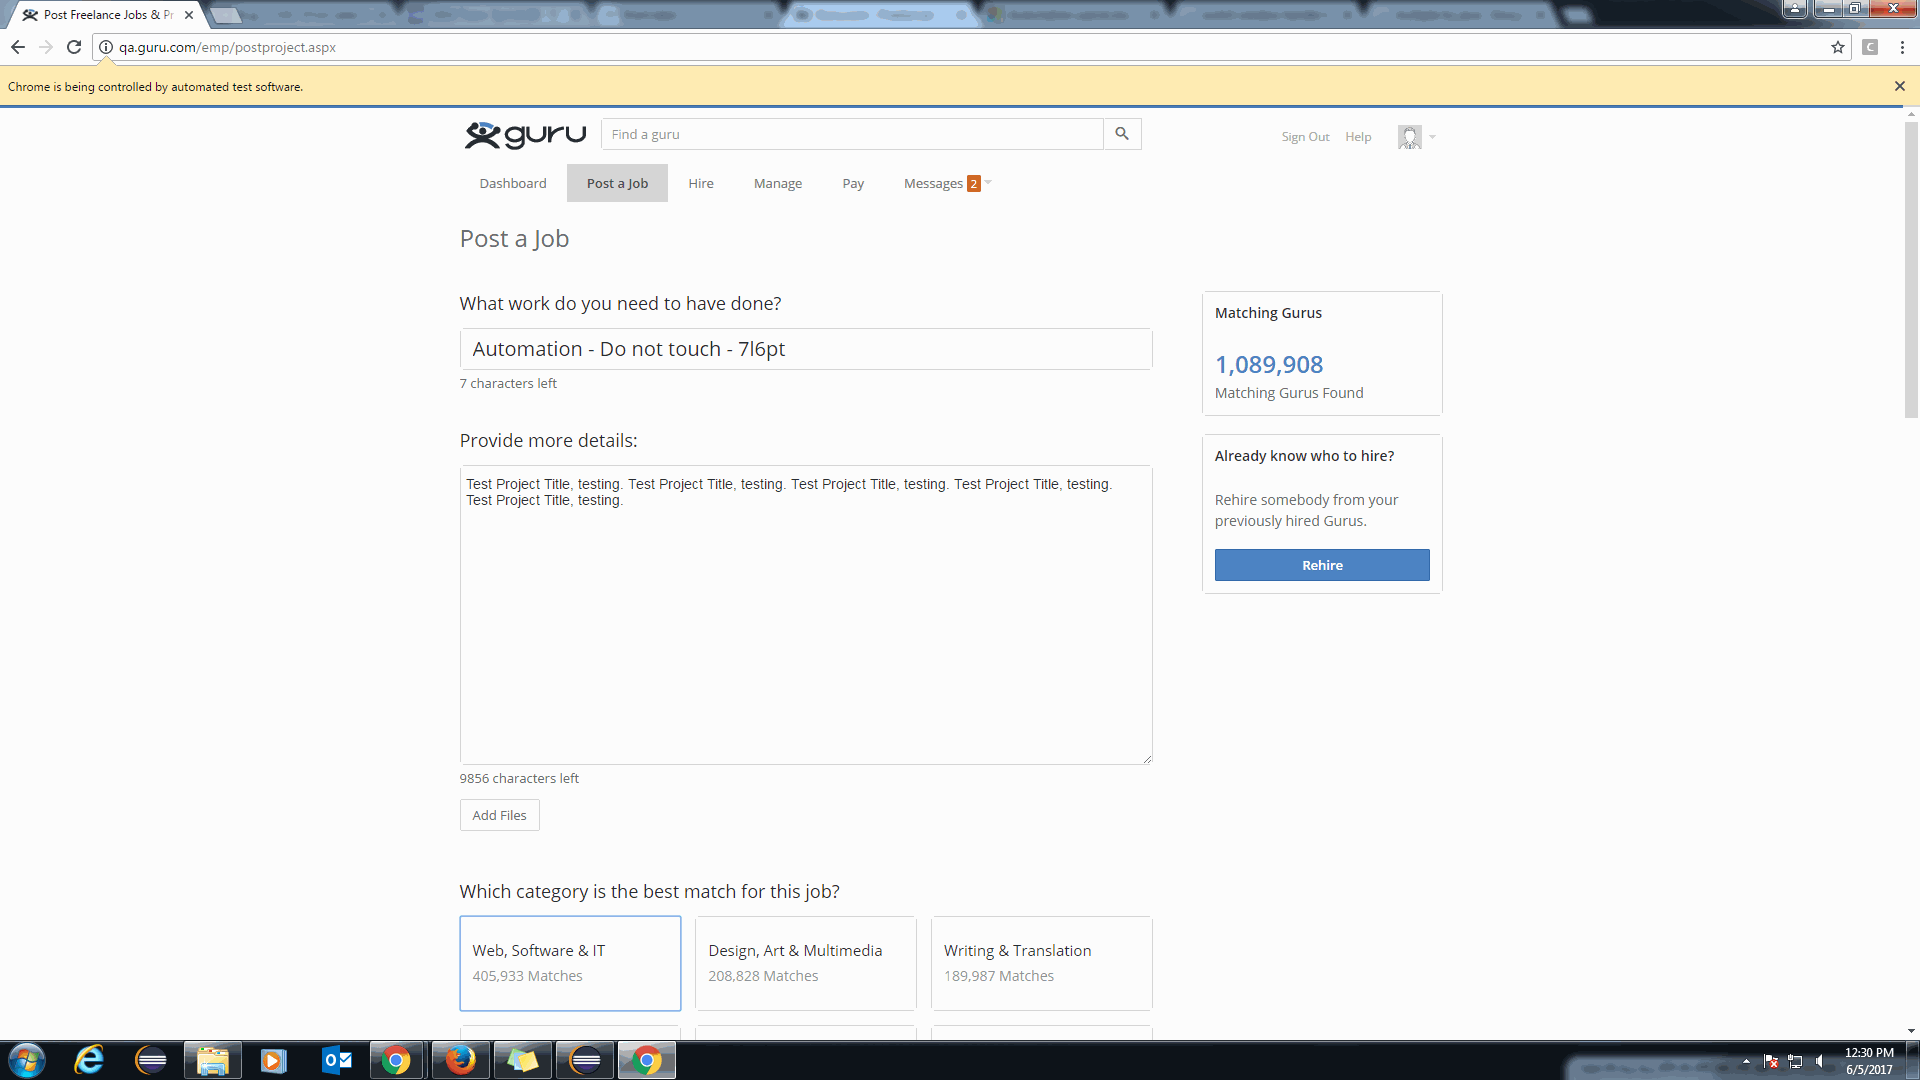 Post Freelance Jobs & Pr
qa.guru.com/emp/postproject.aspx
C
Chrome is being controlled by automated test software.
guru
Find a guru
Sign Out Help
Dashboard Post a Job Hire Manage Pay Messages 2
Post a Job
What work do you need to have done?
Automation - Do not touch - 7l6pt
7 characters left
Provide more details:
Test Project Title, testing. Test Project Title, testing. Test Project Title, testing. Test Project Title, testing.
Test Project Title, testing.
9856 characters left
Add Files
Matching Gurus
1,089,908
Matching Gurus Found
Already know who to hire?
Rehire somebody from your
previously hired Gurus.
Rehire
Which category is the best match for this job?
Web, Software & IT
405,933 Matches
Design, Art & Multimedia
208,828 Matches
Writing & Translation
189,987 Matches
12:30 PM
6/5/2017